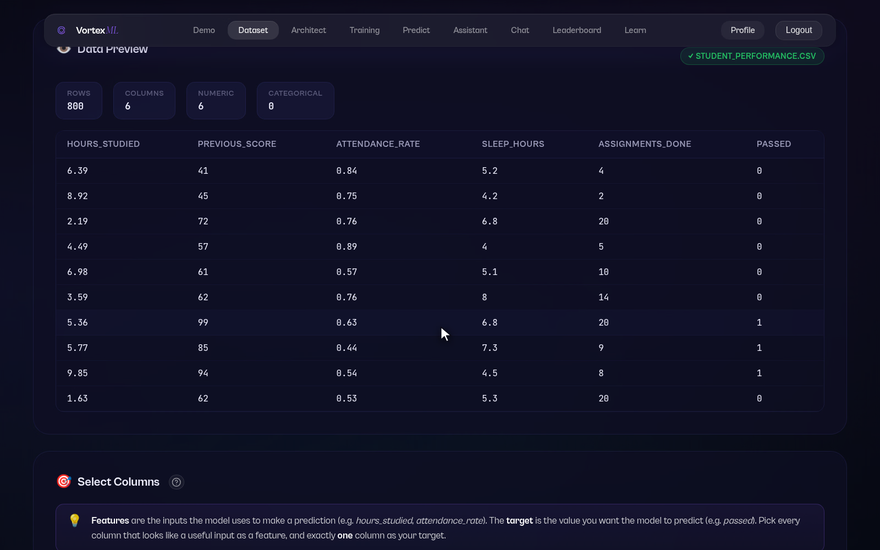 VortexML
Demo Dataset Architect Training Predict Assistant Chat Leaderboard Learn Profile Logout
Data Preview
✓ STUDENT_PERFORMANCE.CSV
ROWS COLUMNS NUMERIC CATEGORICAL
800 6 6 0
HOURS_STUDIED PREVIOUS_SCORE ATTENDANCE_RATE SLEEP_HOURS ASSIGNMENTS_DONE PASSED
6.39 41 0.84 5.2 4 0
8.92 45 0.75 4.2 2 0
2.19 72 0.76 6.8 20 0
4.49 57 0.89 4 5 0
6.98 61 0.57 5.1 10 0
3.59 62 0.76 8 14 0
5.36 99 0.63 6.8 20 1
5.77 85 0.44 7.3 9 1
9.85 94 0.54 4.5 8 1
1.63 62 0.53 5.3 20 0
Select Columns ?
Features are the inputs the model uses to make a prediction (e.g. hours_studied, attendance_rate). The target is the value you want the model to predict (e.g. passed). Pick every
column that looks like a useful input as a feature, and exactly one column as your target.